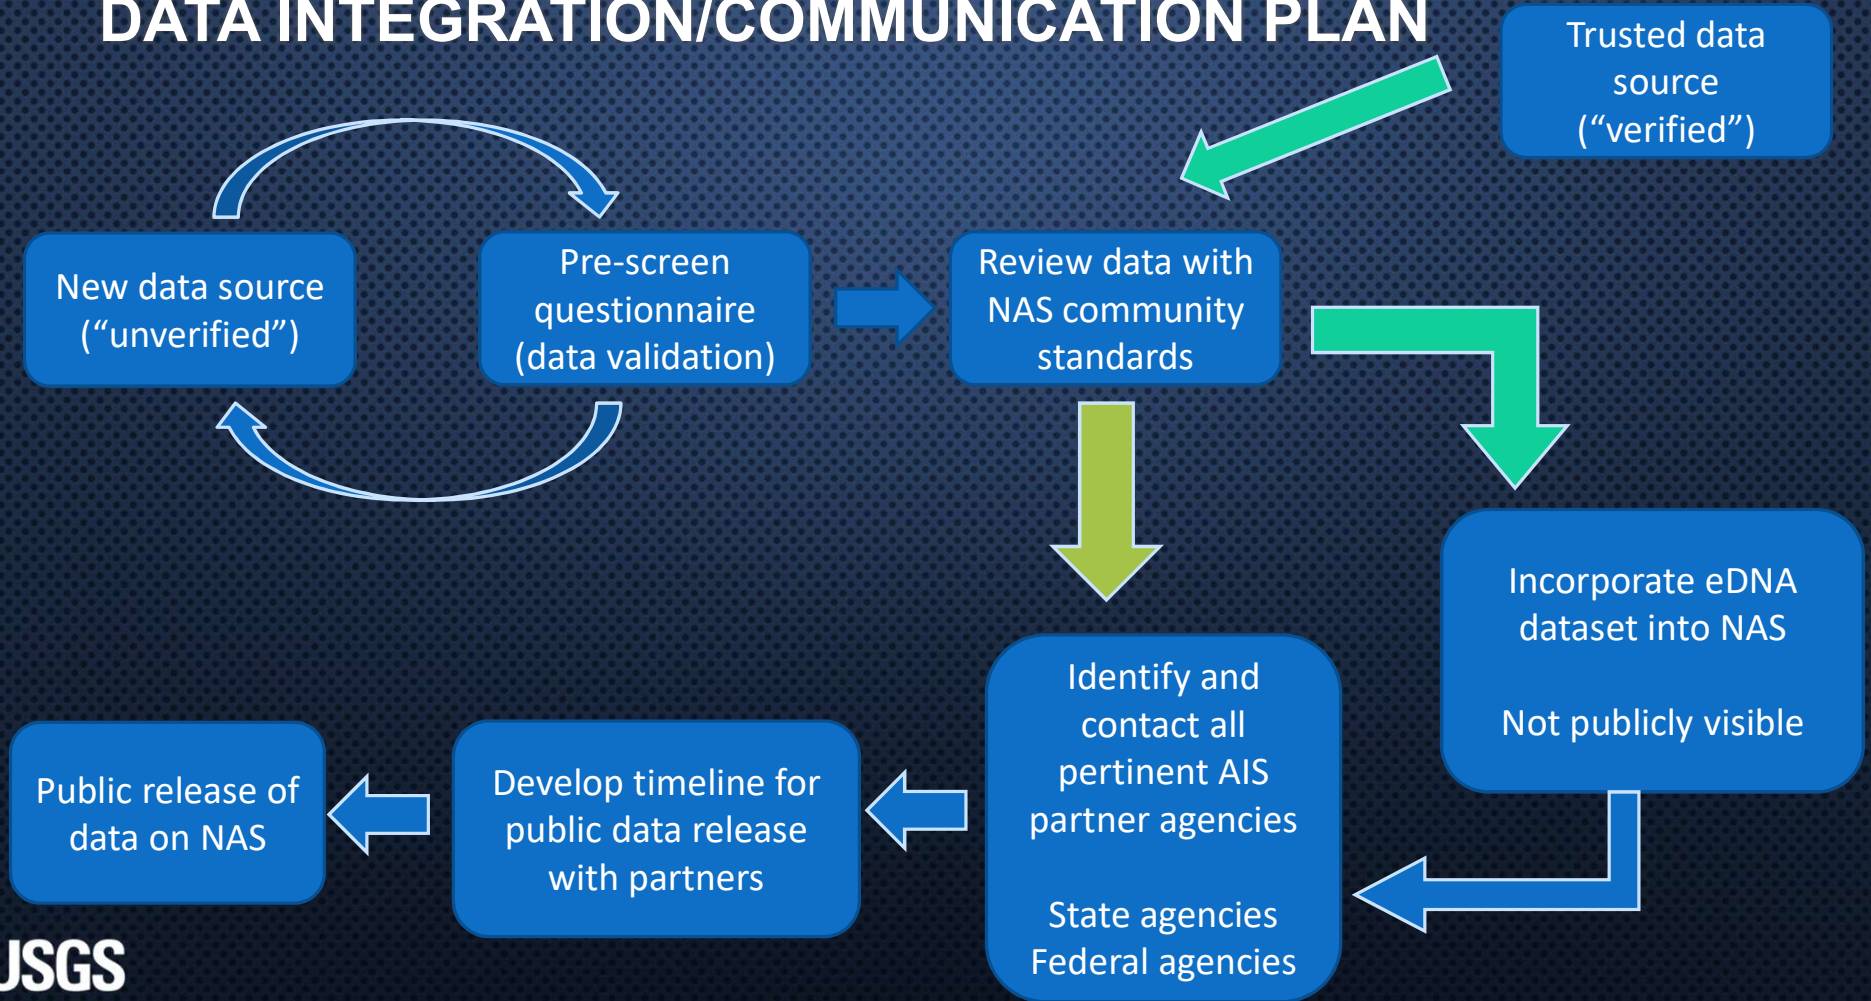 DATA INTEGRATION/COMMUNICATION PLAN
Trusted data
source
(“verified”)
New data source
(“unverified”)
Pre-screen
questionnaire
(data validation)
Review data with
NAS community
standards
Incorporate eDNA
dataset into NAS
Not publicly visible
Identify and
contact all
pertinent AIS
partner agencies
State agencies
Federal agencies
Develop timeline for
public data release
with partners
Public release of
data on NAS
USGS